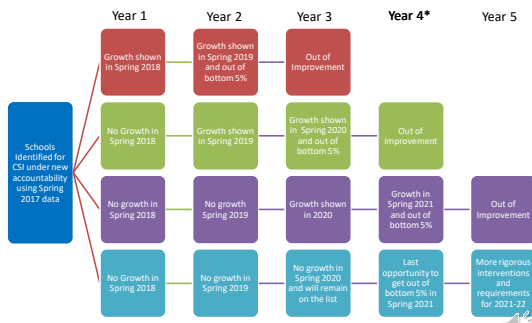 Year 1
Year 2
Year 3
Year 4*
Year 5
Growth shown
in Spring 2018
Growth shown
in Spring 2019
and out of
bottom 5%
Out of
Improvement
Schools
Identified for
CSI under new
accountability
using Spring
2017 data
No Growth in
Spring 2018
Growth shown
in Spring 2019
Growth shown
in Spring 2020
and out of
bottom 5%
Out of
improvement
No growth in
Spring 2018
No growth
Spring 2019
Growth shown
in 2020
Growth in
Spring 2021
and out of
bottom 5%
Out of
Improvement
No Growth in
Spring 2018
No growth in
Spring 2019
No growth in
Spring 2020
and will remain
on the list
Last
opportunity to
get out of
bottom 5% in
Spring 2021
More rigorous
interventions
and
requirements
for 2021-22